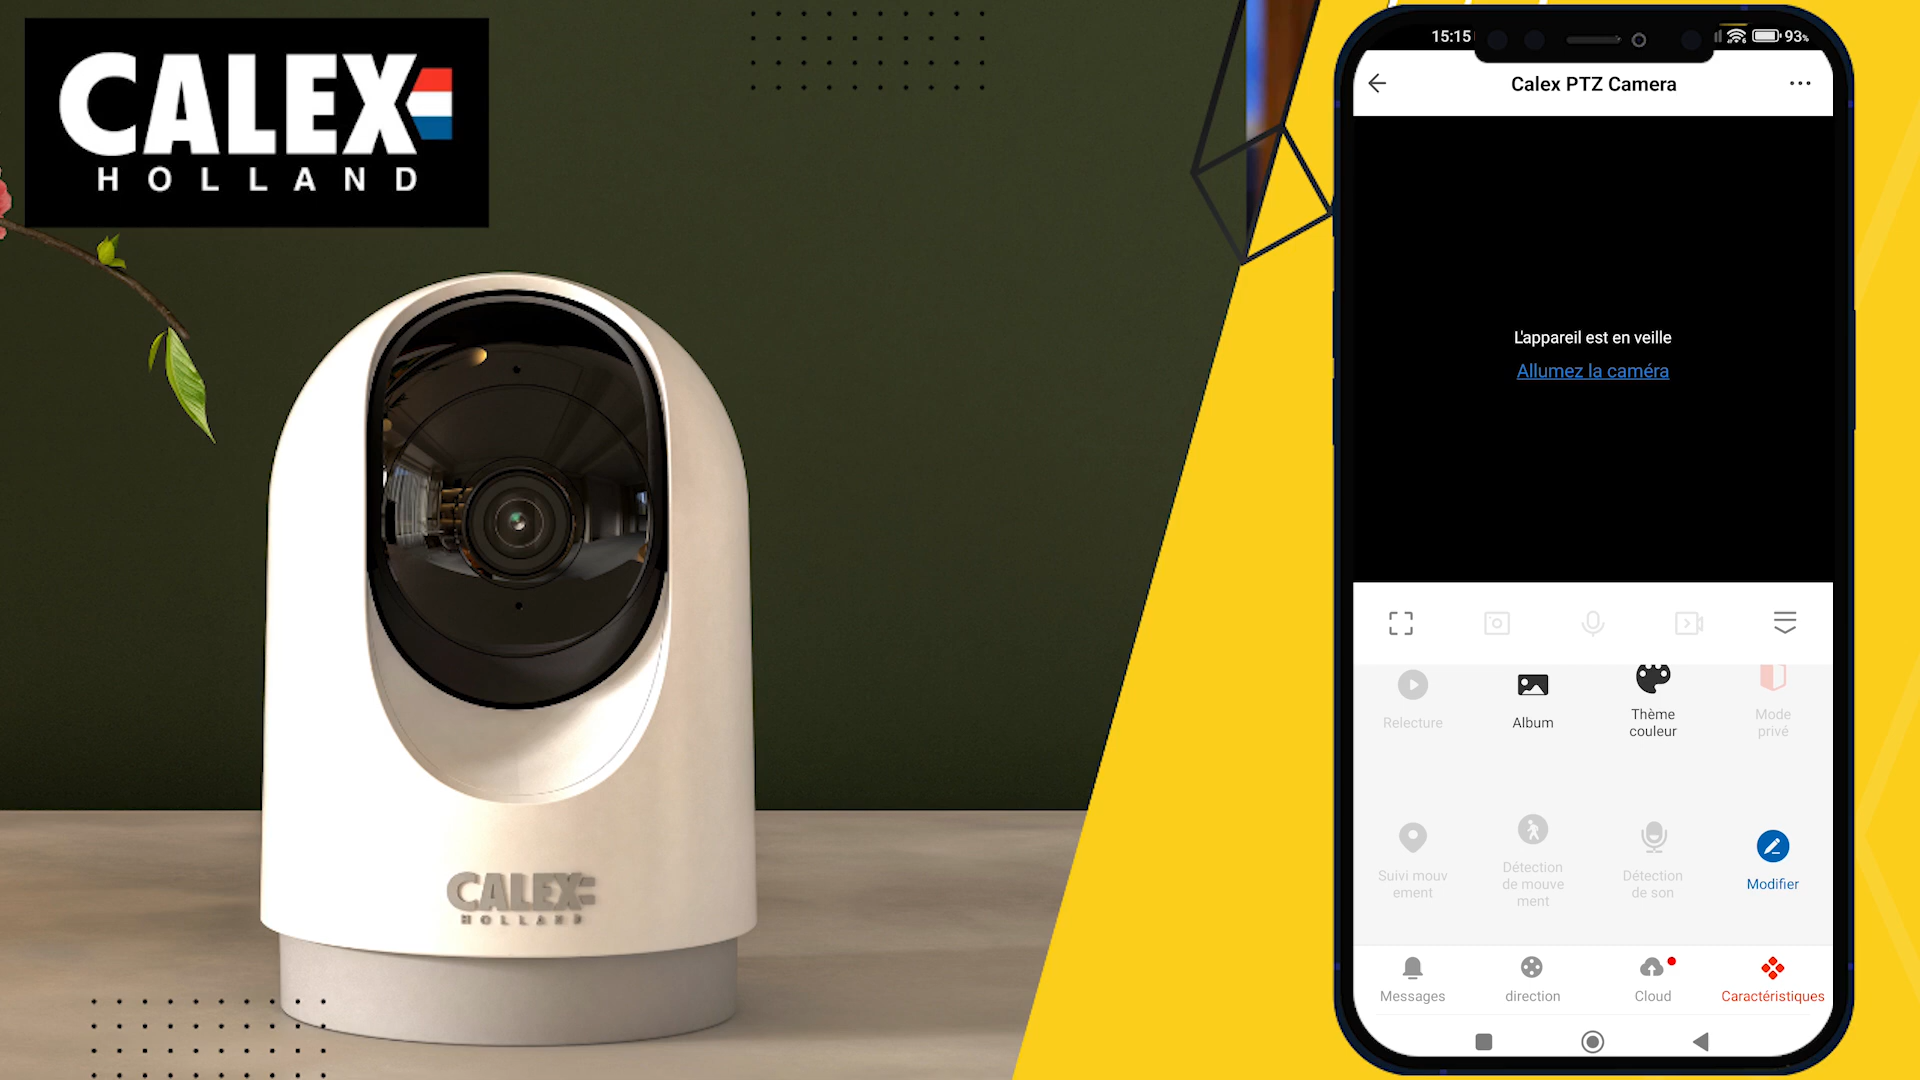 CALEX
HOLLAND
CALEX
HOLLAND
15:15
93%
Calex PTZ Camera
L'appareil est en veille
Allumez la caméra
Relecture
Album
Thème
couleur
Mode
privé
Suivi mouv
ement
Détection
de mouve
ment
Détection
de son
Modifier
Messages
direction
Cloud
Caractéristiques